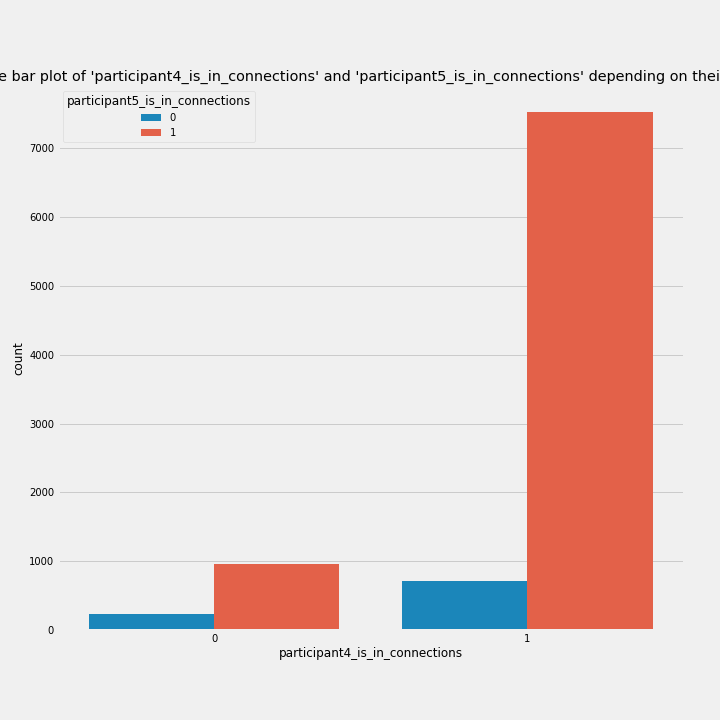 e bar plot of 'participant4_is_in_connections' and 'participant5_is_in_connections' depending on thei
participant5_is_in_connections
0
1
7000
6000
5000
4000
3000
2000
1000
0
count
0 1
participant4_is_in_connections